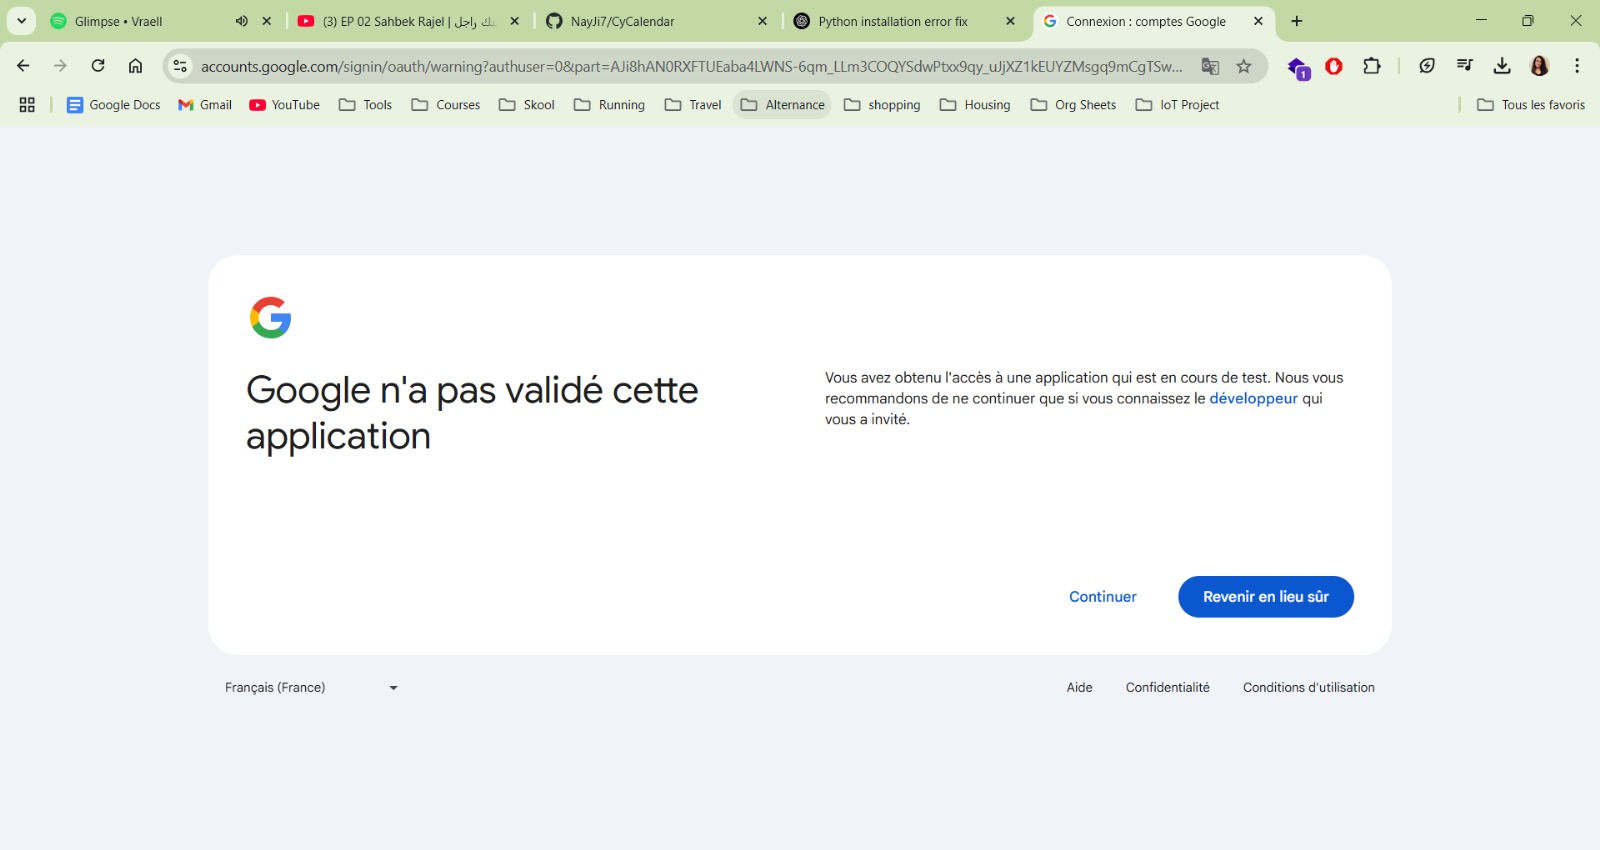 Glimpse • Vraell
(3) EP 02 Sahbek Rajel | راجل
NayJi7/CyCalendar
Python installation error fix
Connexion : comptes Google
accounts.google.com/signin/oauth/warning?authuser=0&part=AJi8hAN0RXFTUEaba4LWNS-6qm_LLm3COQYSdwPtxx9qy_uJjXZ1kEUYZMsgq9mCgTSw...
1
Google Docs
Gmail
YouTube
Tools
Courses
Skool
Running
Travel
Alternance
shopping
Housing
Org Sheets
IoT Project
Tous les favoris
Google n'a pas validé cette
application
Vous avez obtenu l'accès à une application qui est en cours de test. Nous vous
recommandons de ne continuer que si vous connaissez le développeur qui
vous a invité.
Continuer
Revenir en lieu sûr
Français (France)
Aide
Confidentialité
Conditions d'utilisation